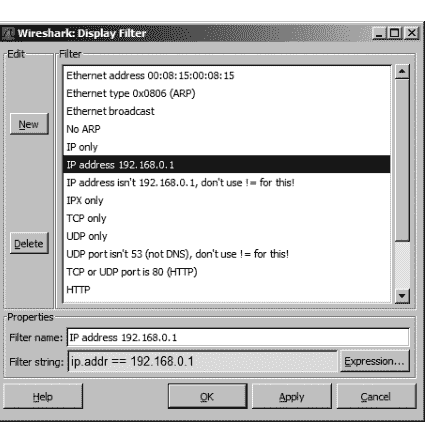 Wireshark: Display Filter
Edit
Filter
Ethernet address 00:08:15:00:08:15
Ethernet type 0x0806 (ARP)
Ethernet broadcast
New
No ARP
IP only
IP address 192.168.0.1
IP address isn't 192.168.0.1, don't use != for this!
IPX only
TCP only
UDP only
Delete
UDP port isn't 53 (not DNS), don't use != for this!
TCP or UDP port is 80 (HTTP)
HTTP
Properties
Filter name: IP address 192.168.0.1
Filter string: ip.addr == 192.168.0.1 Expression...
Help OK Apply Cancel